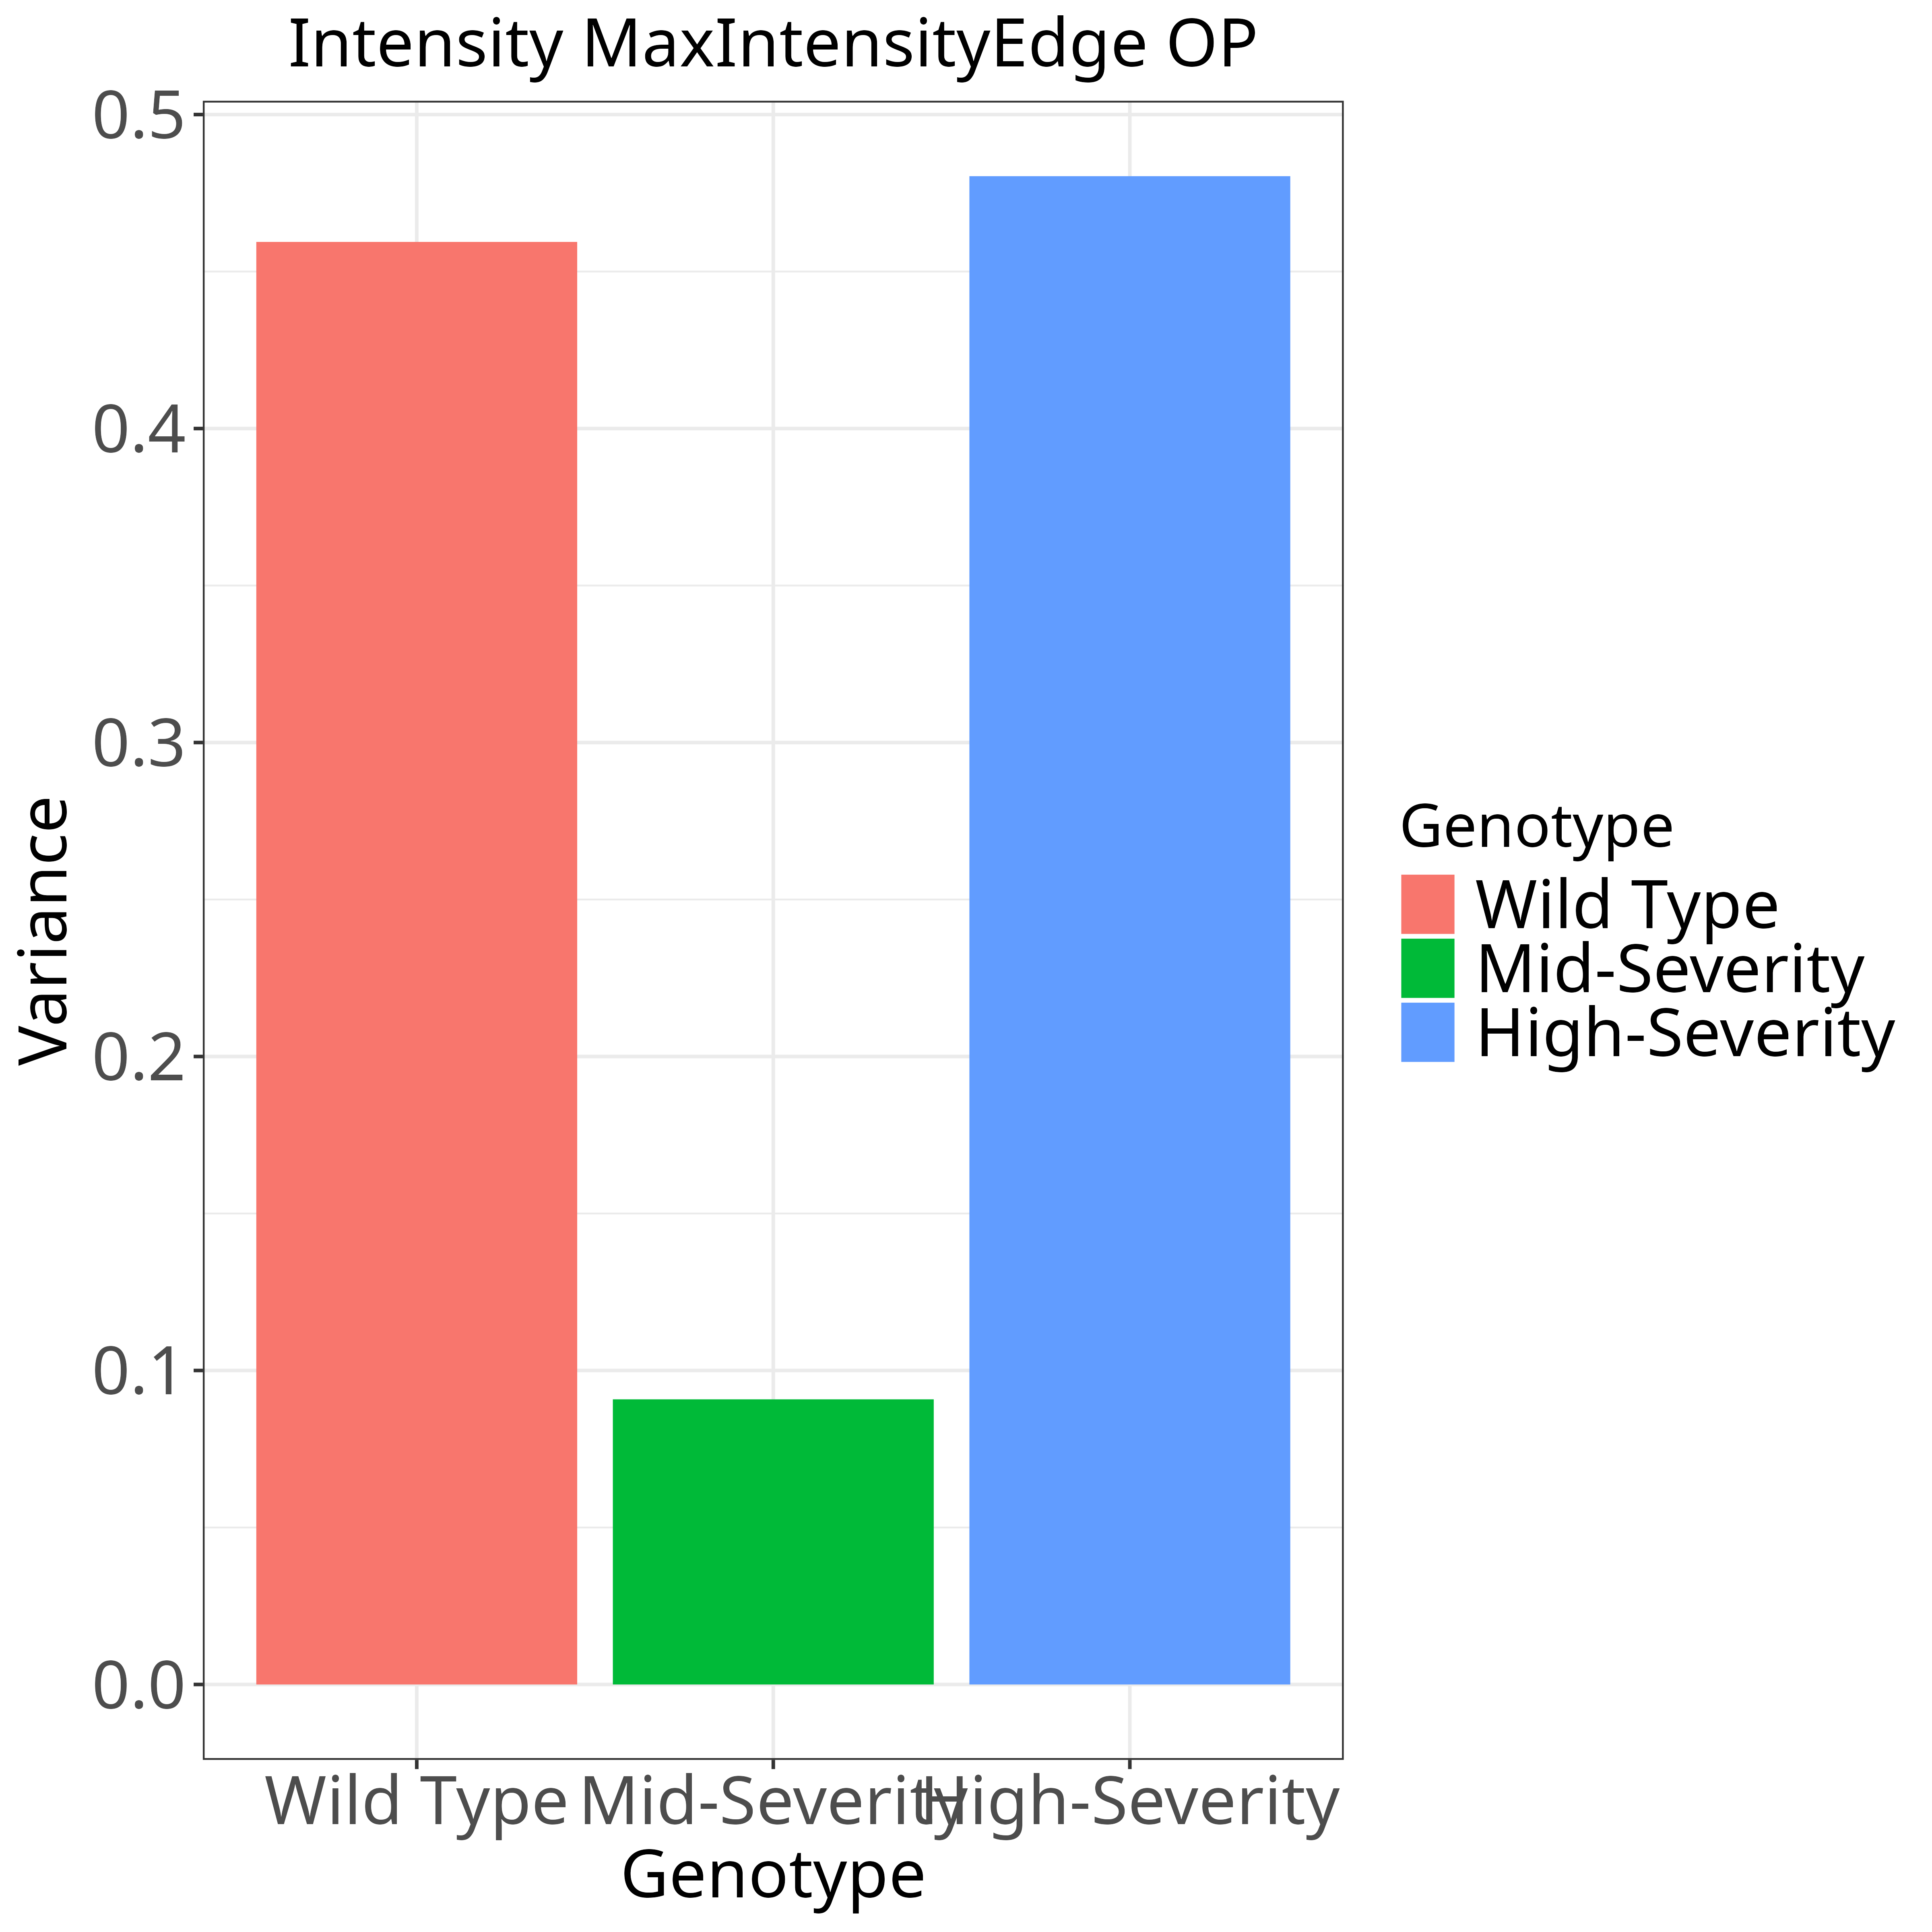 Intensity MaxIntensityEdge OP
0.5
0.4
0.3
0.2
0.1
0.0
Variance
Wild Type Mid-Severity High-Severity
Genotype
Genotype
Wild Type
Mid-Severity
High-Severity